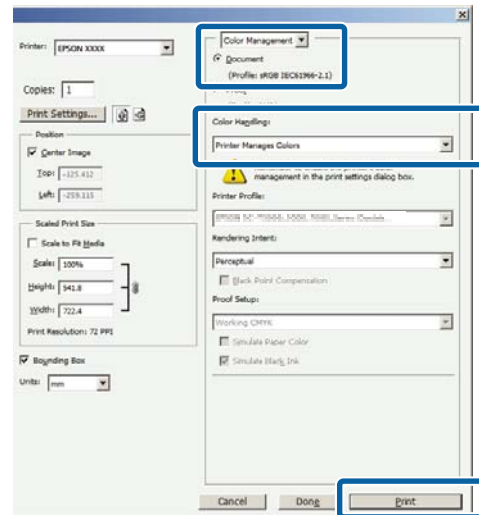 Printer: EPSON XXXX
Copies: 1
Print Settings...
Position
Center Image
Top: -125.412
Left: -259.115
Scaled Print Size
Scale to Fit Media
Scale: 100%
Height: 541.8
Width: 722.4
Print Resolution: 72 PPI
Bounding Box
Units: mm
Color Management
Document
(Profile: sRGB IEC61966-2.1)
Color Handling:
Printer Manages Colors
management in the print settings dialog box.
Printer Profile:
Rendering Intent:
Perceptual
Black Point Compensation
Proof Setup:
Working CMYK
Simulate Paper Color
Simulate Black Ink
Cancel
Done
Print